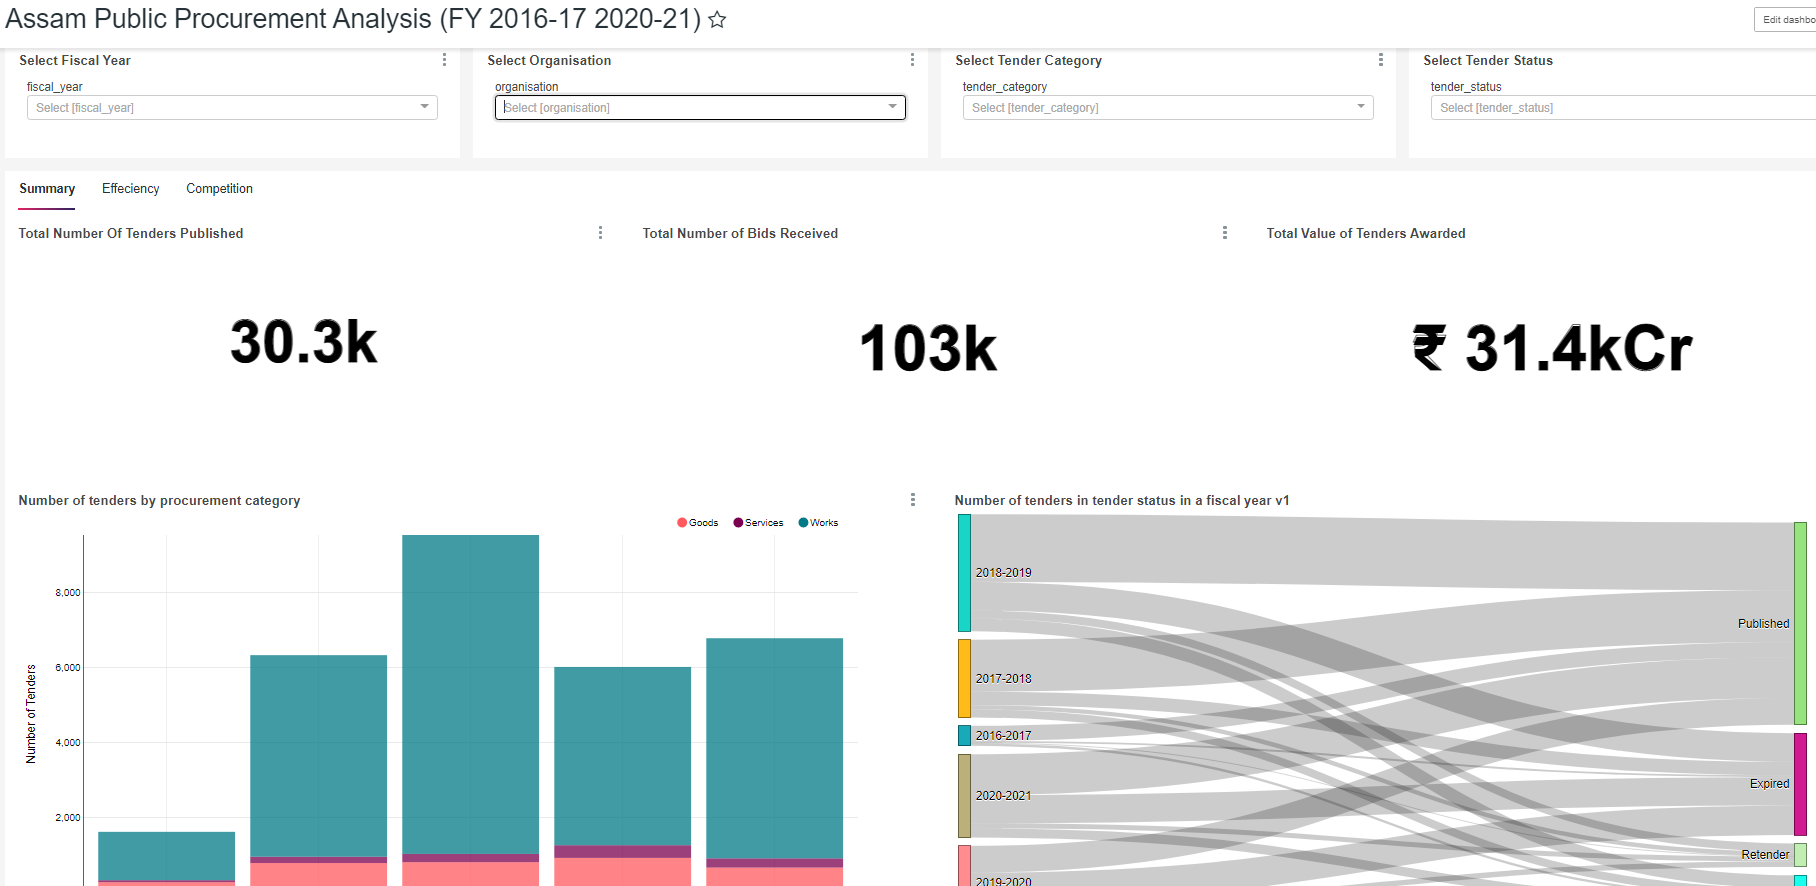 Assam Public Procurement Analysis (FY 2016-17 2020-21)
Edit dashbo
Select Fiscal Year
fiscal_year
Select [fiscal_year]
Select Organisation
organisation
Select [organisation]
Select Tender Category
tender_category
Select [tender_category]
Select Tender Status
tender_status
Select [tender_status]
Summary Effeciency Competition
Total Number Of Tenders Published
30.3k
Total Number of Bids Received
103k
Total Value of Tenders Awarded
₹ 31.4kCr
Number of tenders by procurement category
Goods Services Works
8,000
6,000
4,000
2,000
Number of Tenders
Number of tenders in tender status in a fiscal year v1
2018-2019
2017-2018
2016-2017
2020-2021
2019-2020
Published
Expired
Retender